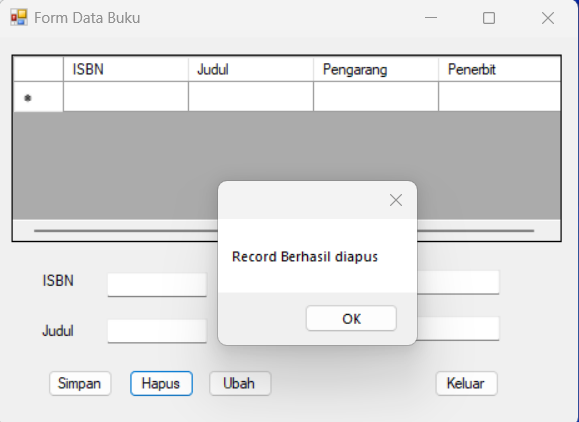 Form Data Buku
ISBN Judul Pengarang Penerbit
*
Record Berhasil diapus
OK
ISBN
Judul
Simpan Hapus Ubah Keluar